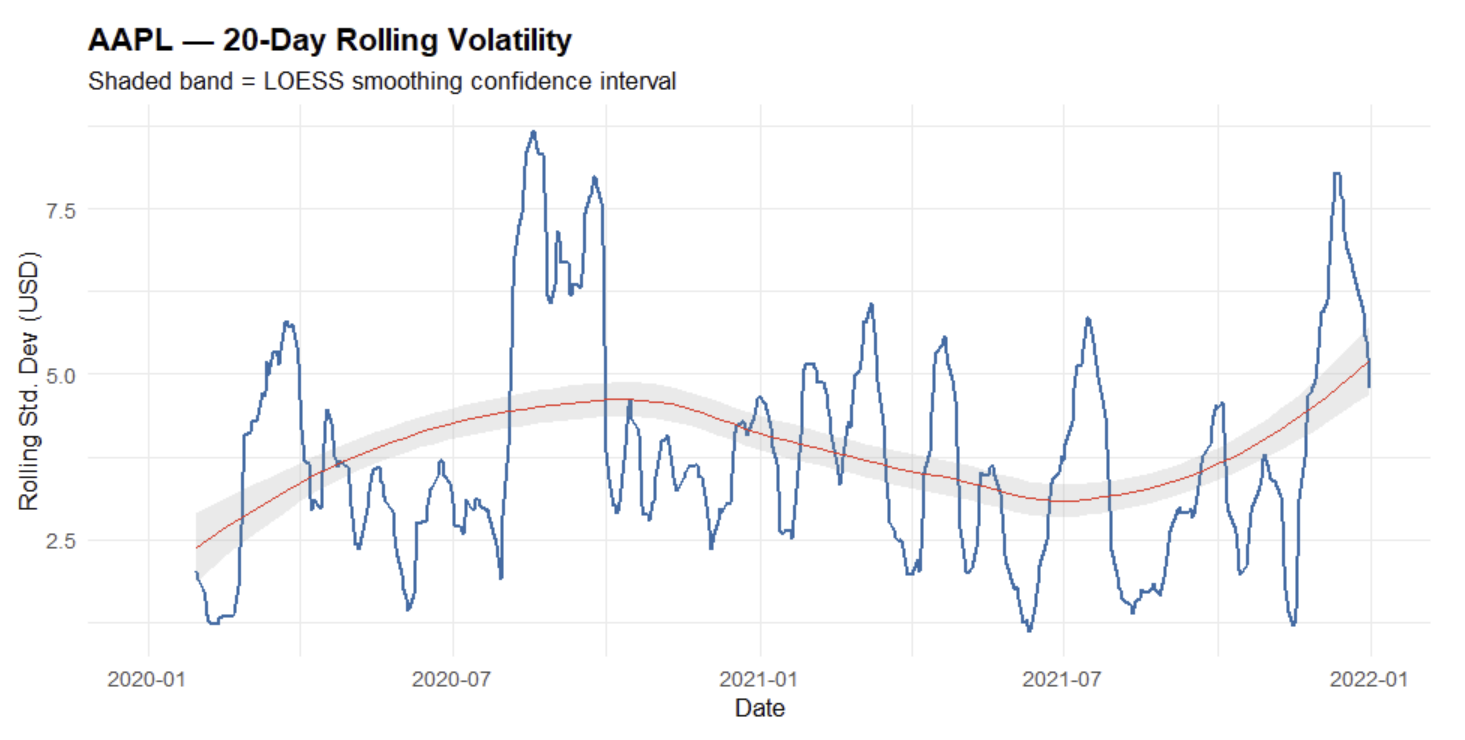 AAPL — 20-Day Rolling Volatility
Shaded band = LOESS smoothing confidence interval
Rolling Std. Dev (USD)
7.5
5.0
2.5
2020-01
2020-07
2021-01
2021-07
2022-01
Date